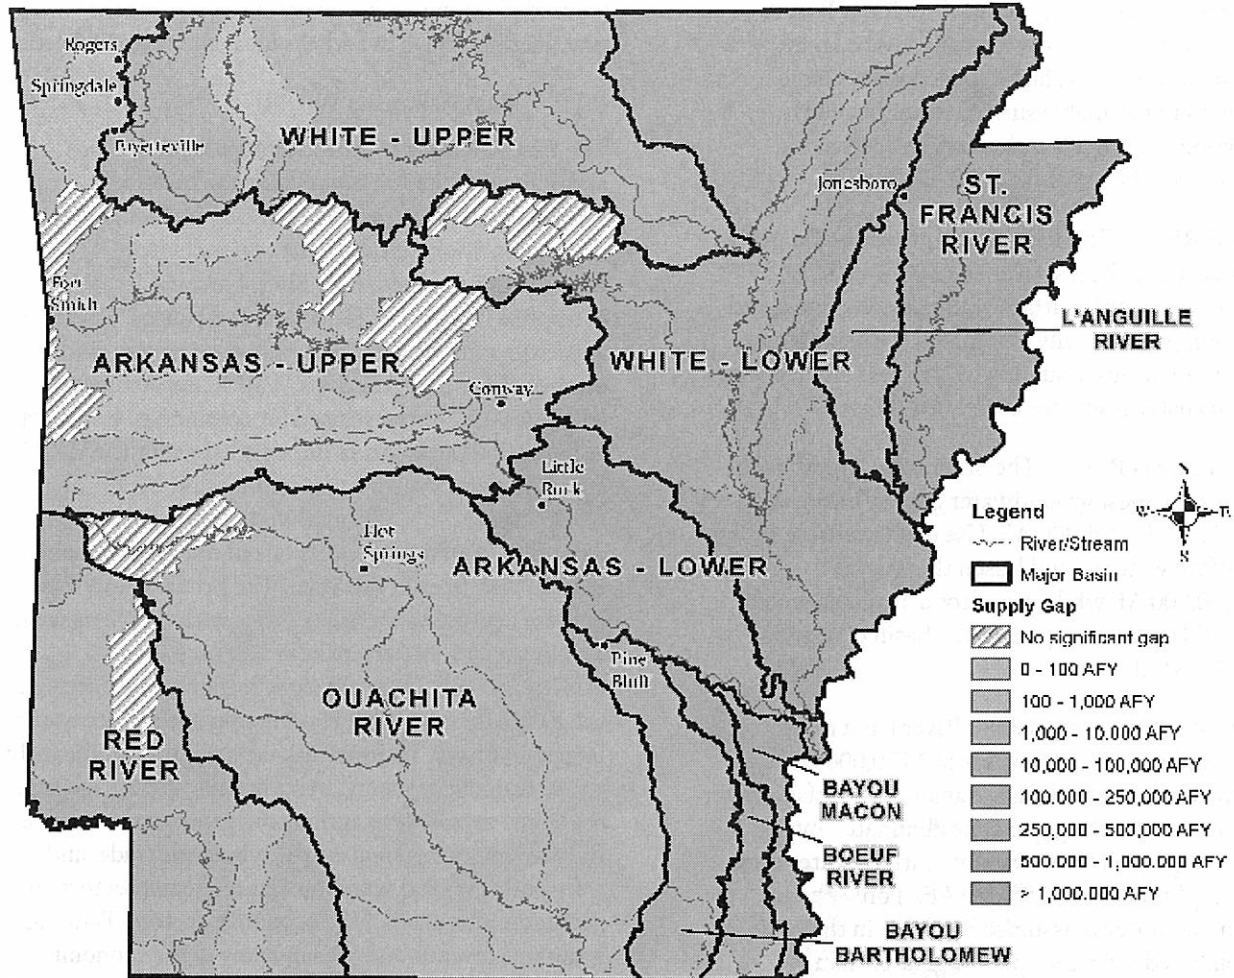 Rogers
Springdale
Fayetteville
WHITE - UPPER
Jonesboro
ST.
FRANCIS
RIVER
Fort
Smith
L'ANGUILLE
RIVER
ARKANSAS - UPPER
WHITE - LOWER
Conway
Little
Rock
Hot
Springs
ARKANSAS - LOWER
Pine
Bluff
OUACHITA
RIVER
RED
RIVER
BAYOU
MACON
BOEUF
RIVER
BAYOU
BARTHOLOMEW
W E
S
Legend
River/Stream
Major Basin
Supply Gap
No significant gap
0 - 100 AFY
100 - 1,000 AFY
1,000 - 10.000 AFY
10,000 - 100,000 AFY
100.000 - 250,000 AFY
250,000 - 500,000 AFY
500.000 - 1,000.000 AFY
> 1,000.000 AFY